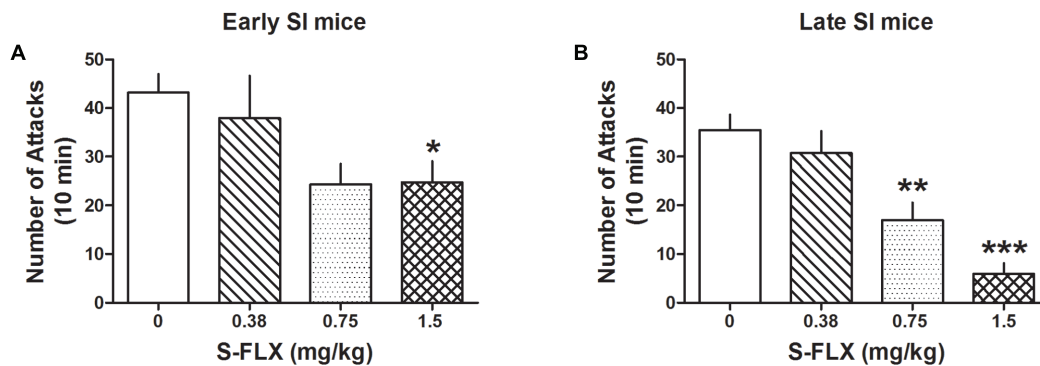 Early SI mice
A
Number of Attacks
(10 min)
50
40
30
20
10
0
*
0
0.38
0.75
1.5
S-FLX (mg/kg)
Late SI mice
B
Number of Attacks
(10 min)
50
40
30
20
10
0
**
***
0
0.38
0.75
1.5
S-FLX (mg/kg)